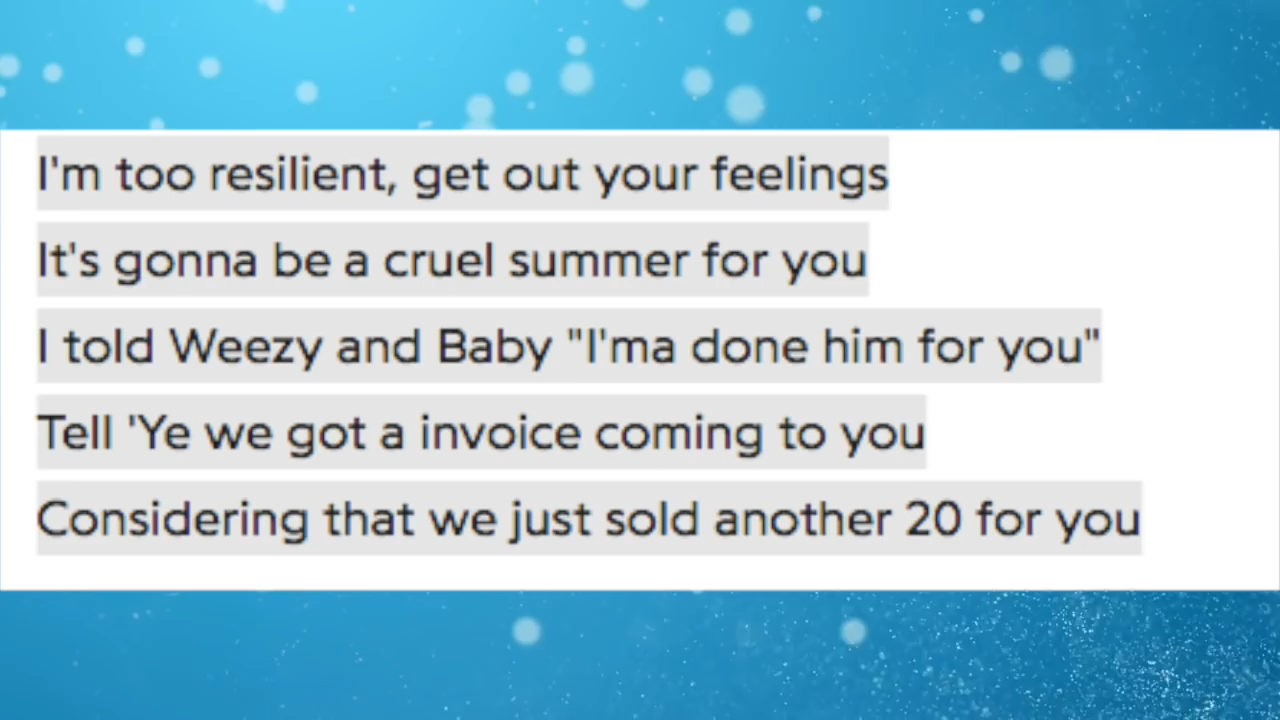 I'm too resilient, get out your feelings
It's gonna be a cruel summer for you
I told Weezy and Baby "I'ma done him for you"
Tell 'Ye we got a invoice coming to you
Considering that we just sold another 20 for you